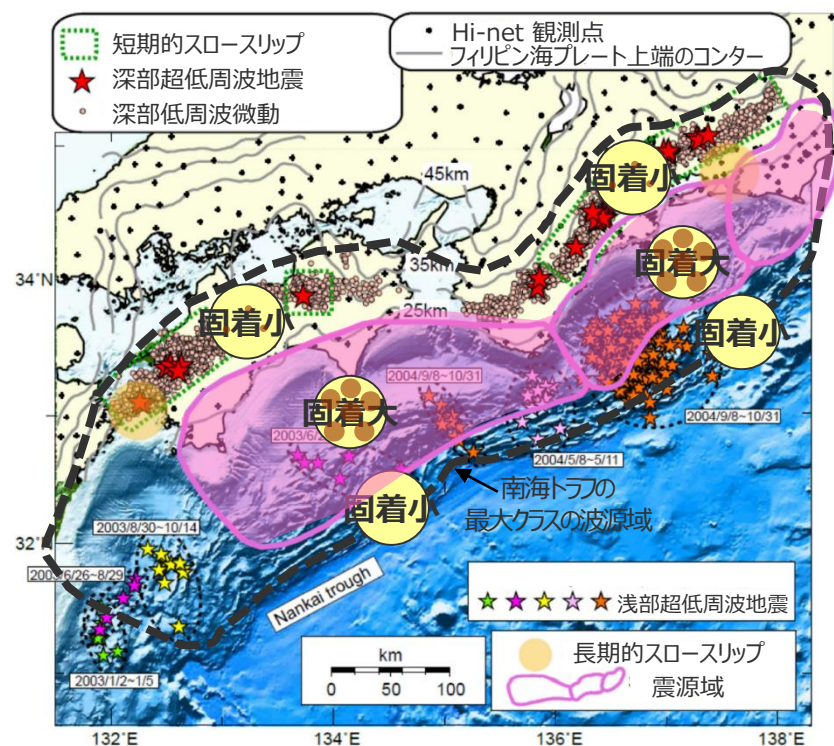 短期的スロースリップ
深部超低周波地震
深部低周波微動
Hi-net 観測点
フィリピン海プレート上端のコンター
45km
固着小
35km
固着大
34°N
25km
固着小
固着小
2004/9/8~10/31
固着大
2003/6/2
2004/9/8~10/31
2004/5/8~5/11
南海トラフの
最大クラスの波源域
固着小
2003/8/30~10/14
32°N
2003/6/26~8/29
Nankai trough
浅部超低周波地震
km
0 50 100
長期的スロースリップ
震源域
2003/1/2~1/5
132°E
134°E
136°E
138°E